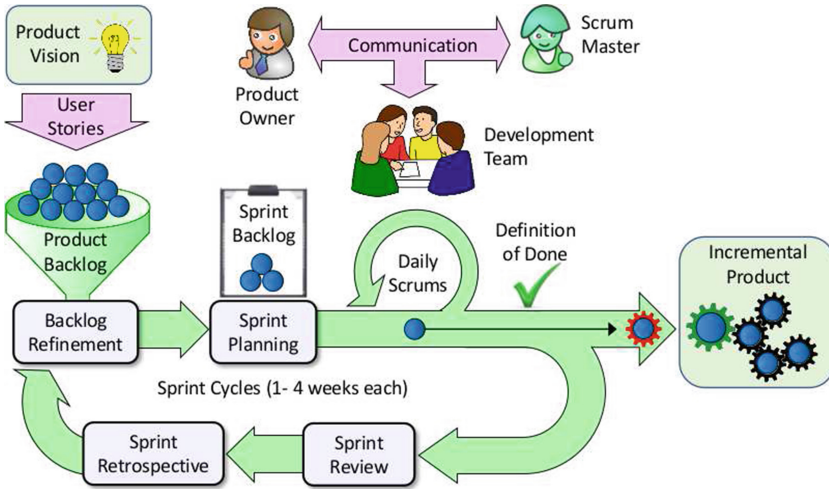 Product
Vision
User
Stories
Product
Owner
Communication
Scrum
Master
Development
Team
Product
Backlog
Sprint
Backlog
Daily
Scrums
Definition
of Done
Incremental
Product
Backlog
Refinement
Sprint
Planning
Sprint Cycles (1- 4 weeks each)
Sprint
Retrospective
Sprint
Review